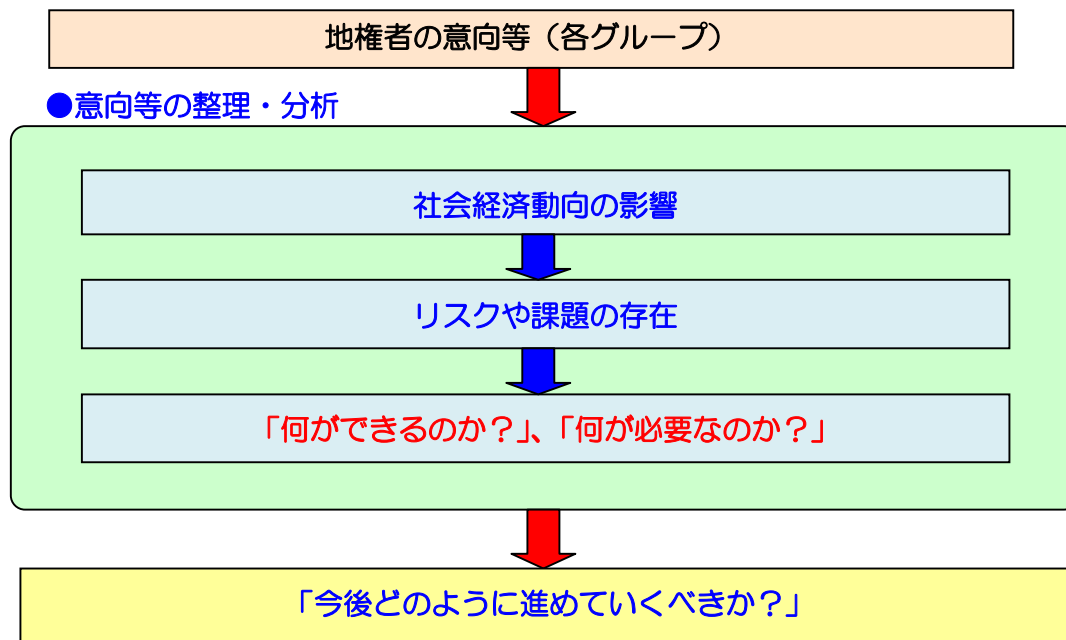 地権者の意向等（各グループ）
●意向等の整理・分析
社会経済動向の影響
リスクや課題の存在
「何ができるのか？」、「何が必要なのか？」
「今後どのように進めていくべきか？」